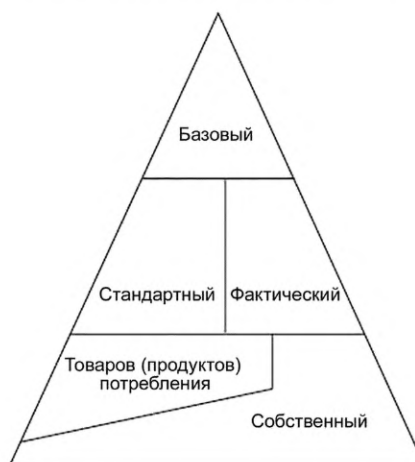 Базовый
Стандартный
Фактический
Товаров (продуктов)
потребления
Собственный